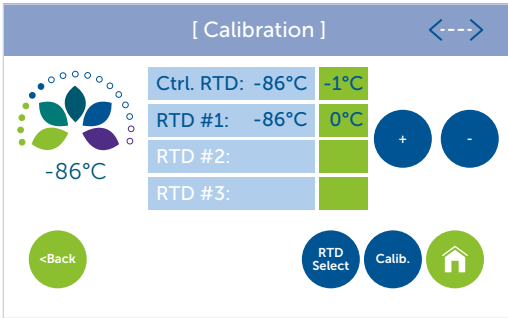 [ Calibration ]
<---->
Ctrl. RTD: -86°C -1°C
RTD #1: -86°C 0°C
RTD #2:
RTD #3:
-86°C
+
-
<Back
RTD
Select
Calib.